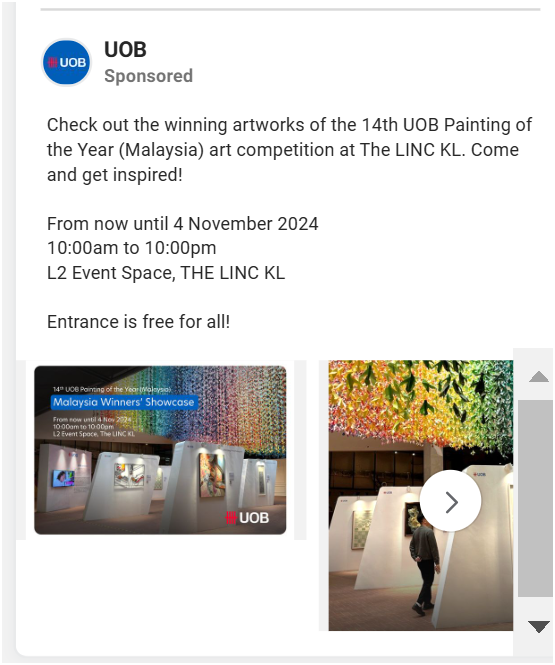 UOB
UOB
Sponsored
Check out the winning artworks of the 14th UOB Painting of
the Year (Malaysia) art competition at The LINC KL. Come
and get inspired!
From now until 4 November 2024
10:00am to 10:00pm
L2 Event Space, THE LINC KL
Entrance is free for all!
14th UOB Painting of the Year (Malaysia)
Malaysia Winners' Showcase
From now until 4 Nov 2024
10:00am to 10:00pm
L2 Event Space, The LINC KL
UOB